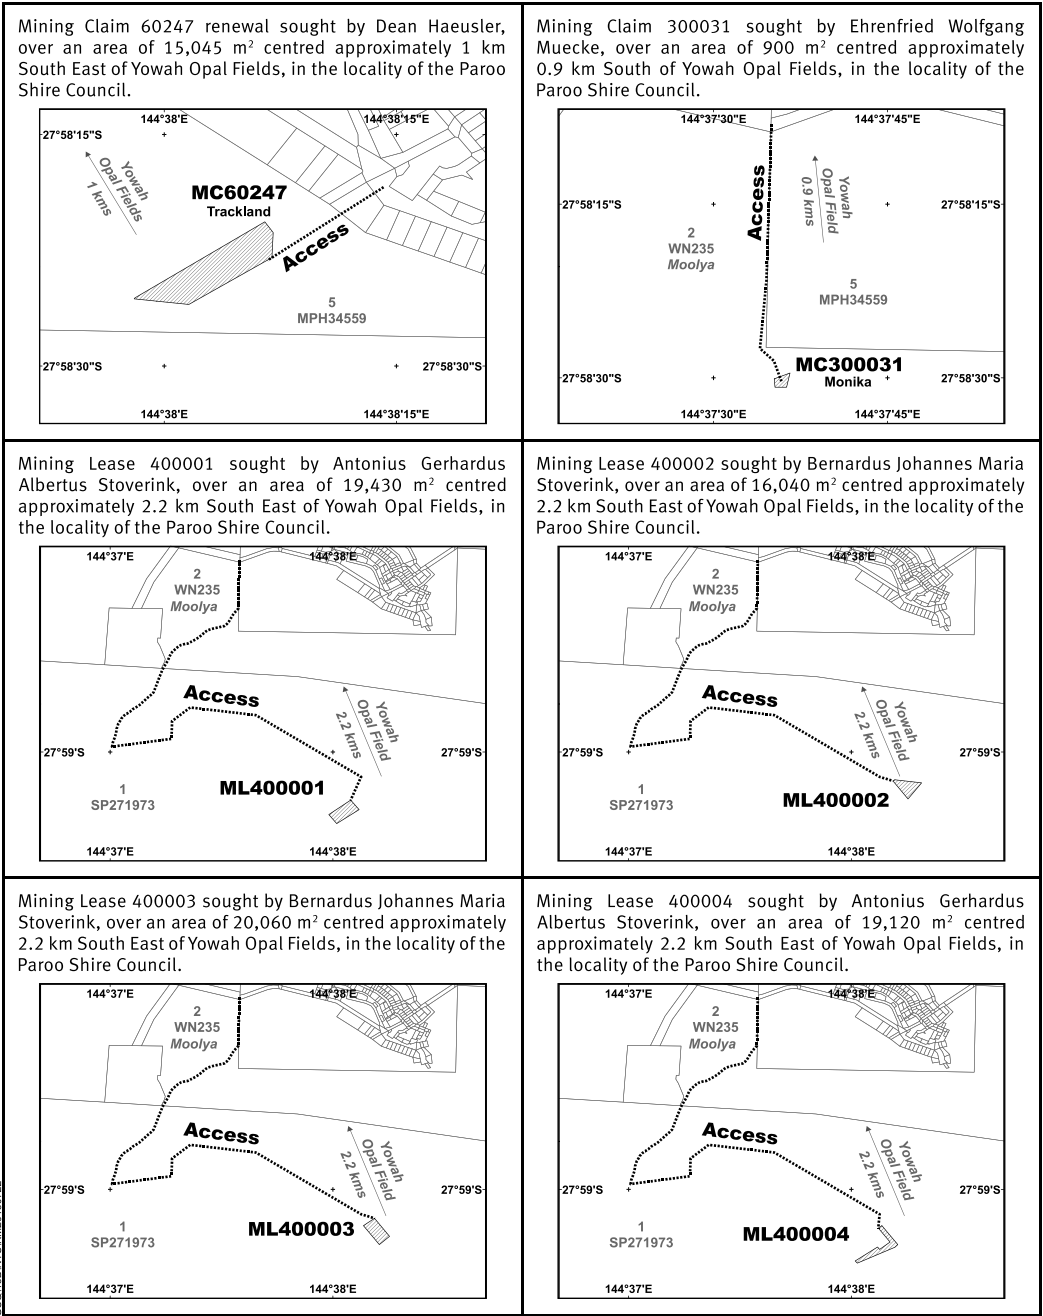 Mining Claim 60247 renewal sought by Dean Haeusler,
over an area of 15,045 m² centred approximately 1 km
South East of Yowah Opal Fields, in the locality of the Paroo
Shire Council.
144°38'E
144°38'15"E
27°58'15"S
Yowah
Opal Fields
1 kms
MC60247
Trackland
Access
5
MPH34559
27°58'30"S
27°58'30"S
144°38'E
144°38'15"E
Mining Claim 300031 sought by Ehrenfried Wolfgang
Muecke, over an area of 900 m² centred approximately
0.9 km South of Yowah Opal Fields, in the locality of the
Paroo Shire Council.
144°37'30"E
144°37'45"E
Access
Yowah
Opal Field
0.9 kms
27°58'15"S
27°58'15"S
2
WN235
Moolya
5
MPH34559
MC300031
Monika
27°58'30"S
27°58'30"S
144°37'30"E
144°37'45"E
Mining Lease 400001 sought by Antonius Gerhardus
Albertus Stoverink, over an area of 19,430 m² centred
approximately 2.2 km South East of Yowah Opal Fields, in
the locality of the Paroo Shire Council.
144°37'E
144°38'E
2
WN235
Moolya
Access
Yowah
Opal Field
2.2 kms
27°59'S
27°59'S
ML400001
1
SP271973
144°37'E
144°38'E
Mining Lease 400002 sought by Bernardus Johannes Maria
Stoverink, over an area of 16,040 m² centred approximately
2.2 km South East of Yowah Opal Fields, in the locality of the
Paroo Shire Council.
144°37'E
144°38'E
2
WN235
Moolya
Access
Yowah
Opal Field
2.2 kms
27°59'S
27°59'S
ML400002
1
SP271973
144°37'E
144°38'E
Mining Lease 400003 sought by Bernardus Johannes Maria
Stoverink, over an area of 20,060 m² centred approximately
2.2 km South East of Yowah Opal Fields, in the locality of the
Paroo Shire Council.
144°37'E
144°38'E
2
WN235
Moolya
Access
Yowah
Opal Field
2.2 kms
27°59'S
27°59'S
ML400003
1
SP271973
144°37'E
144°38'E
Mining Lease 400004 sought by Antonius Gerhardus
Albertus Stoverink, over an area of 19,120 m² centred
approximately 2.2 km South East of Yowah Opal Fields, in
the locality of the Paroo Shire Council.
144°37'E
144°38'E
2
WN235
Moolya
Access
Yowah
Opal Field
2.2 kms
27°59'S
27°59'S
ML400004
1
SP271973
144°37'E
144°38'E